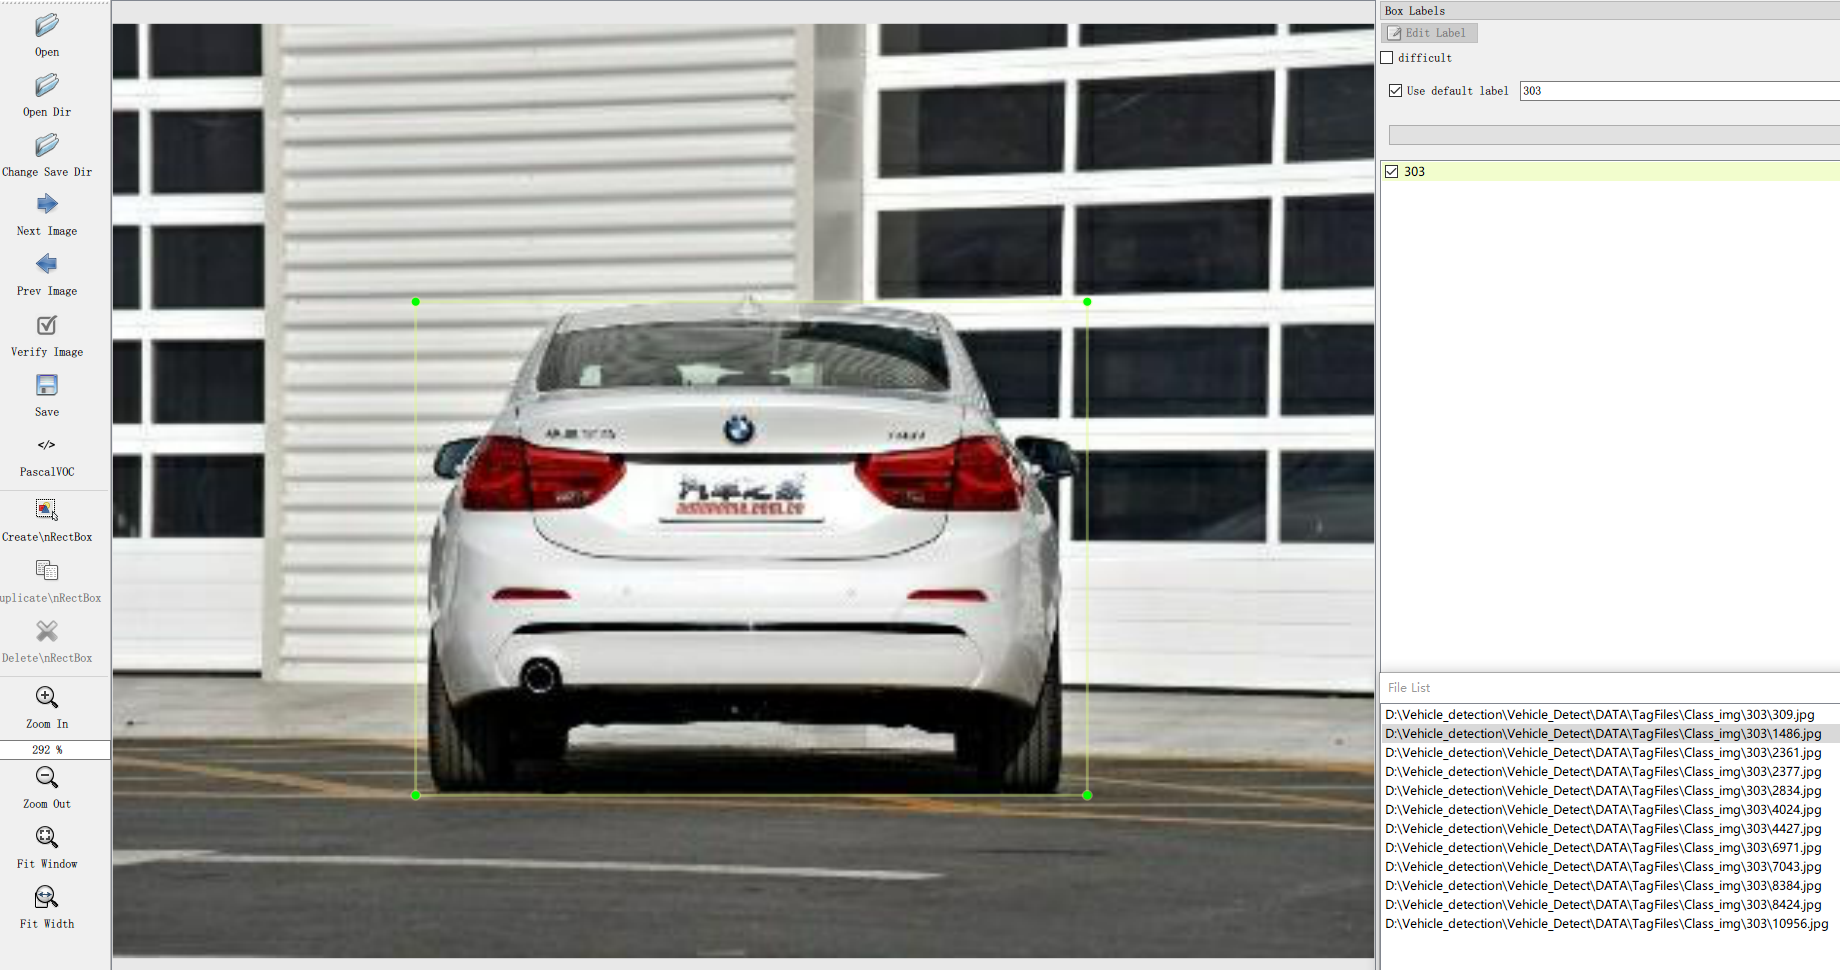 Open
Open Dir
Change Save Dir
Next Image
Prev Image
Verify Image
Save
</>
PascalVOC
Create\nRectBox
uplicate\nRectBox
Delete\nRectBox
Zoom In
292 %
Zoom Out
Fit Window
Fit Width
汽车之家
autohome.com.cn
Box Labels
Edit Label
difficult
Use default label 303
303
File List
D:\Vehicle_detection\Vehicle_Detect\DATA\TagFiles\Class_img\303\309.jpg
D:\Vehicle_detection\Vehicle_Detect\DATA\TagFiles\Class_img\303\1486.jpg
D:\Vehicle_detection\Vehicle_Detect\DATA\TagFiles\Class_img\303\2361.jpg
D:\Vehicle_detection\Vehicle_Detect\DATA\TagFiles\Class_img\303\2377.jpg
D:\Vehicle_detection\Vehicle_Detect\DATA\TagFiles\Class_img\303\2834.jpg
D:\Vehicle_detection\Vehicle_Detect\DATA\TagFiles\Class_img\303\4024.jpg
D:\Vehicle_detection\Vehicle_Detect\DATA\TagFiles\Class_img\303\4427.jpg
D:\Vehicle_detection\Vehicle_Detect\DATA\TagFiles\Class_img\303\6971.jpg
D:\Vehicle_detection\Vehicle_Detect\DATA\TagFiles\Class_img\303\7043.jpg
D:\Vehicle_detection\Vehicle_Detect\DATA\TagFiles\Class_img\303\8384.jpg
D:\Vehicle_detection\Vehicle_Detect\DATA\TagFiles\Class_img\303\8424.jpg
D:\Vehicle_detection\Vehicle_Detect\DATA\TagFiles\Class_img\303\10956.jpg